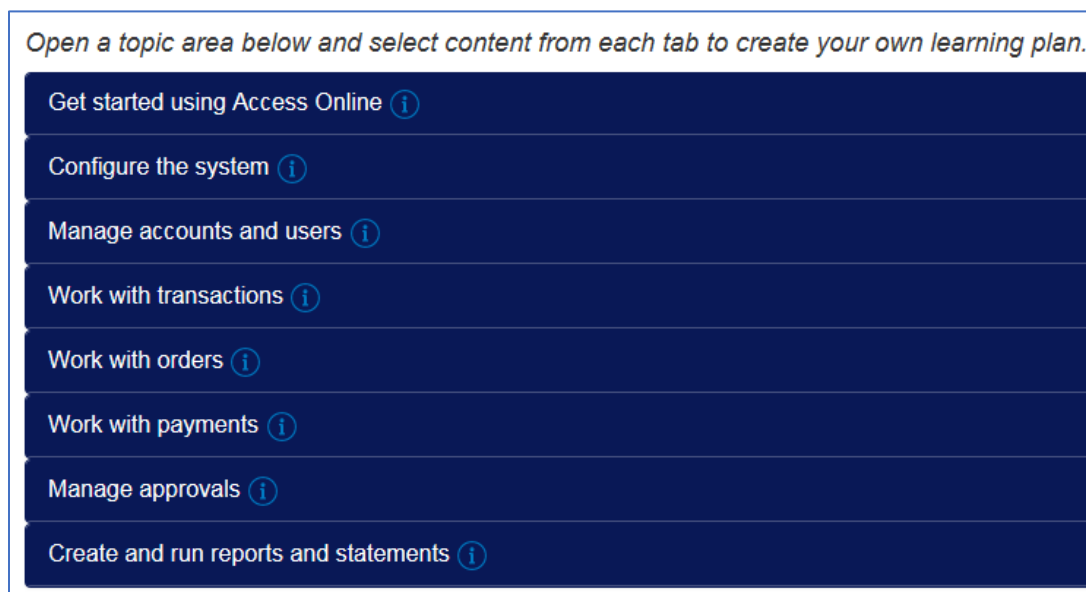 Open a topic area below and select content from each tab to create your own learning plan.
Get started using Access Online i
Configure the system i
Manage accounts and users i
Work with transactions i
Work with orders i
Work with payments i
Manage approvals i
Create and run reports and statements i